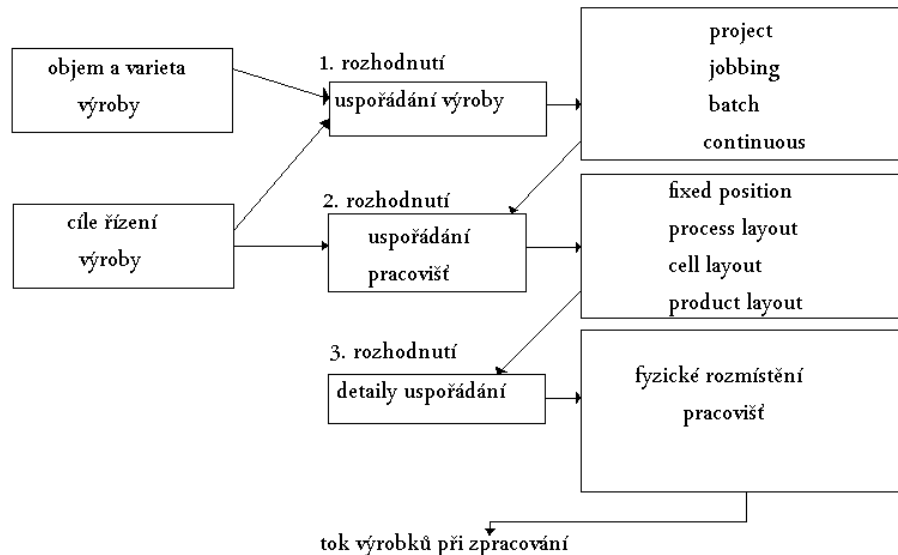 objem a varieta
výroby
1. rozhodnutí
uspořádání výroby
project
jobbing
batch
continuous
cíle řízení
výroby
2. rozhodnutí
uspořádání
pracovišť
fixed position
process layout
cell layout
product layout
3. rozhodnutí
detaily uspořádání
fyzické rozmístění
pracovišť
tok výrobků při zpracování